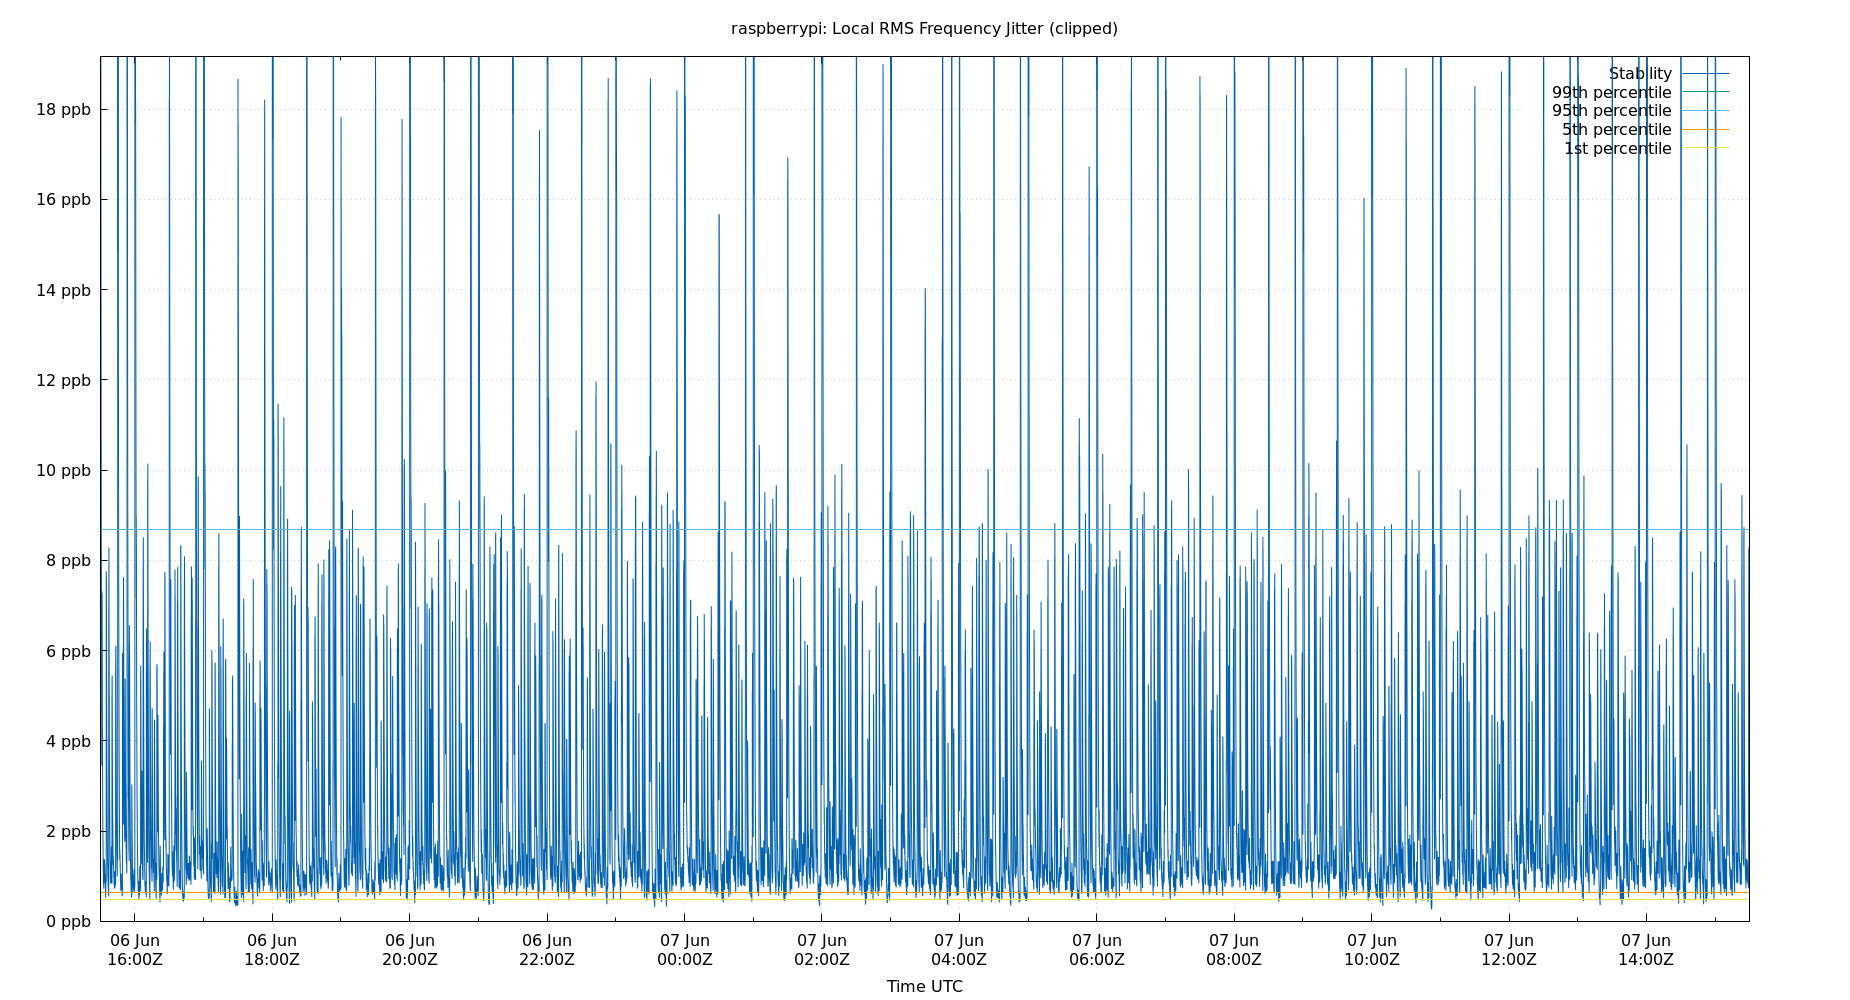 raspberrypi: Local RMS Frequency Jitter (clipped)
Stability
99th percentile
95th percentile
5th percentile
1st percentile
18 ppb
16 ppb
14 ppb
12 ppb
10 ppb
8 ppb
6 ppb
4 ppb
2 ppb
0 ppb
06 Jun 06 Jun 06 Jun 06 Jun 07 Jun 07 Jun 07 Jun 07 Jun 07 Jun 07 Jun 07 Jun 07 Jun
16:00Z 18:00Z 20:00Z 22:00Z 00:00Z 02:00Z 04:00Z 06:00Z 08:00Z 10:00Z 12:00Z 14:00Z
Time UTC